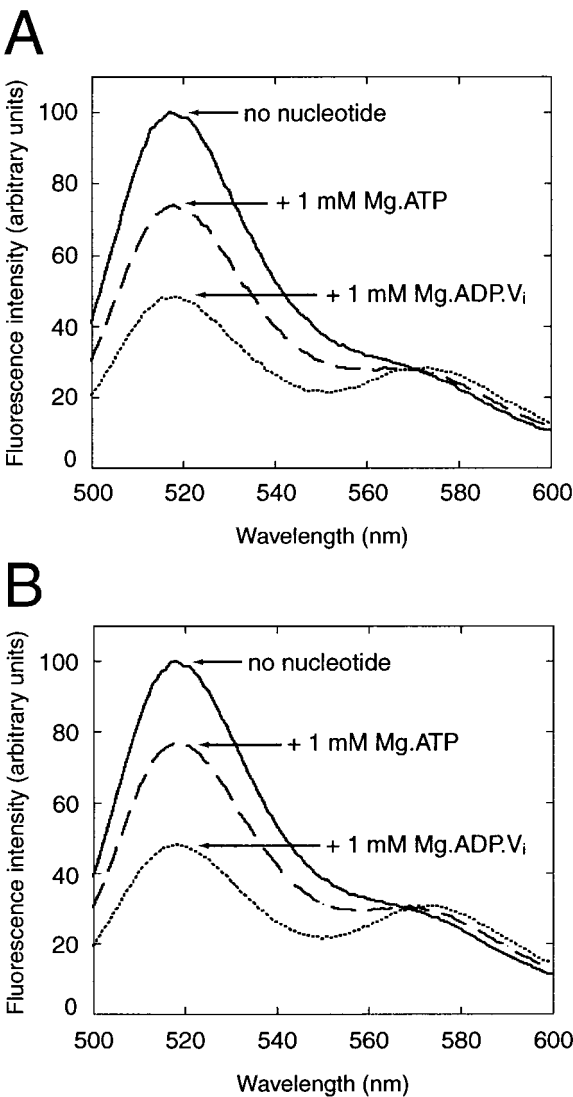 A
Fluorescence intensity (arbitrary units)
100
80
60
40
20
0
no nucleotide
+ 1 mM Mg.ATP
+ 1 mM Mg.ADP.Vi
500 520 540 560 580 600
Wavelength (nm)
B
Fluorescence intensity (arbitrary units)
100
80
60
40
20
0
no nucleotide
+ 1 mM Mg.ATP
+ 1 mM Mg.ADP.Vi
500 520 540 560 580 600
Wavelength (nm)